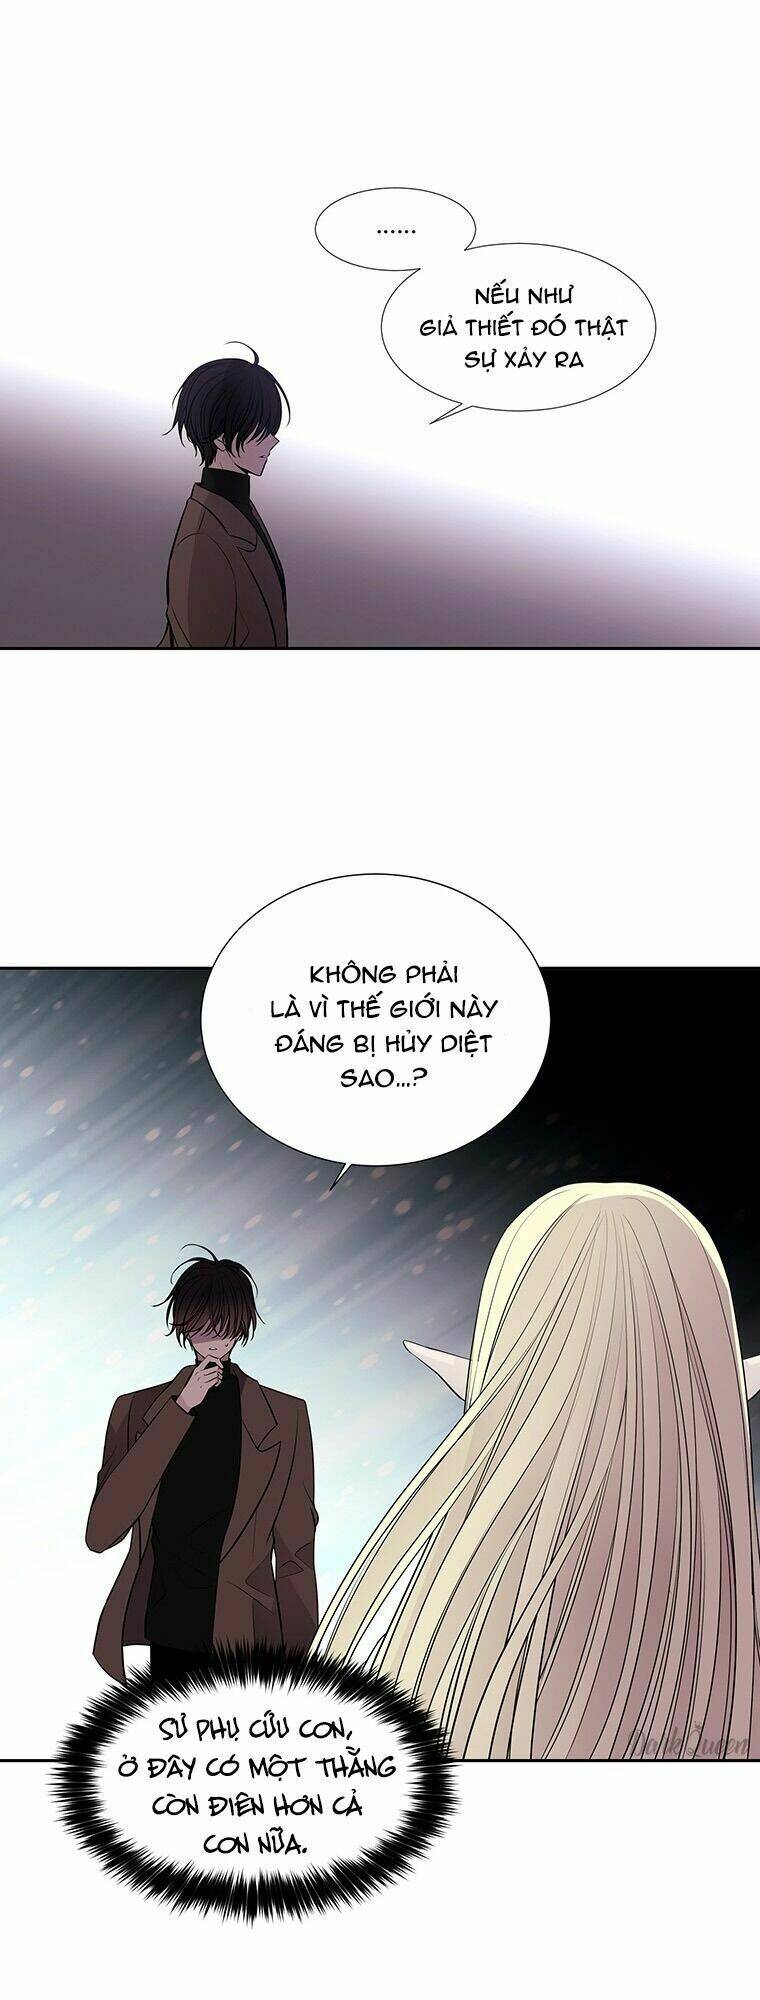 ......
NẾU NHƯ
GIẢ THIẾT ĐÓ THẬT
SỰ XẢY RA
KHÔNG PHẢI
LÀ VÌ THẾ GIỚI NÀY
ĐÁNG BỊ HỦY DIỆT
SAO...?
SƯ PHỤ CỨU CON,
Ở ĐÂY CÓ MỘT THẰNG
CÒN ĐIÊN HƠN CẢ
CON NỮA.
DarkQueen